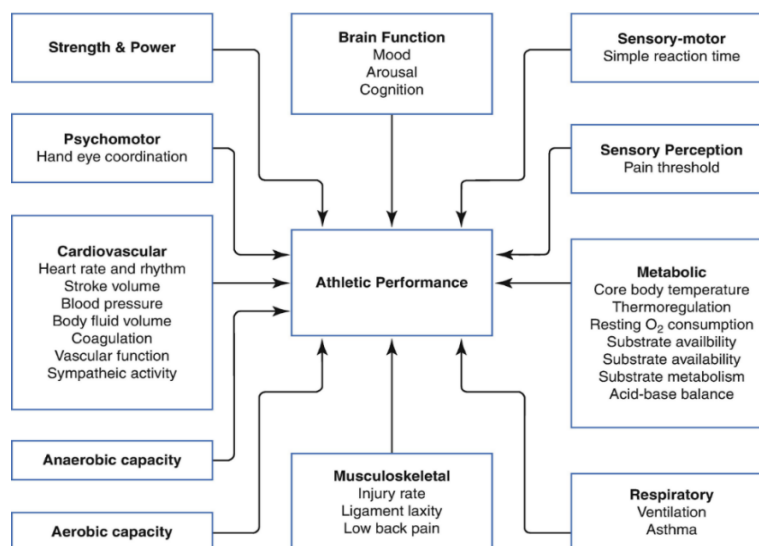 Strength & Power
Brain Function
Mood
Arousal
Cognition
Sensory-motor
Simple reaction time
Psychomotor
Hand eye coordination
Sensory Perception
Pain threshold
Cardiovascular
Heart rate and rhythm
Stroke volume
Blood pressure
Body fluid volume
Coagulation
Vascular function
Sympatheic activity
Athletic Performance
Metabolic
Core body temperature
Thermoregulation
Resting O₂ consumption
Substrate availbility
Substrate availability
Substrate metabolism
Acid-base balance
Anaerobic capacity
Aerobic capacity
Musculoskeletal
Injury rate
Ligament laxity
Low back pain
Respiratory
Ventilation
Asthma